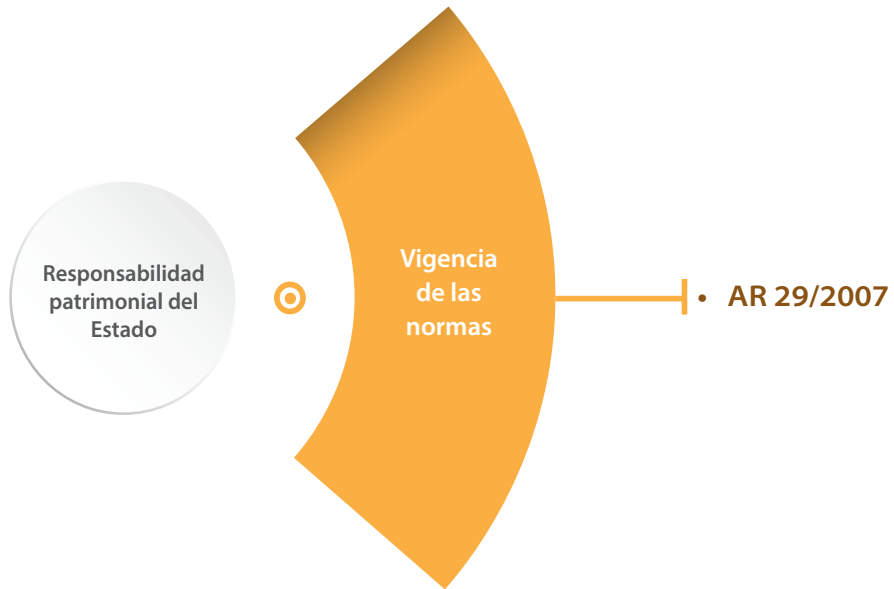 Responsabilidad
patrimonial del
Estado
Vigencia
de las
normas
• AR 29/2007